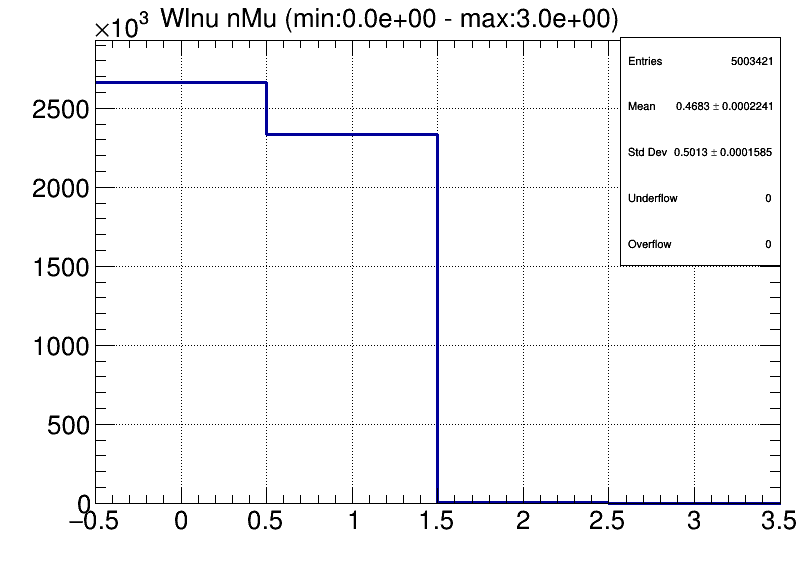 ×10³ Wlnu nMu (min:0.0e+00 - max:3.0e+00)
Entries 5003421
Mean 0.4683 ± 0.0002241
Std Dev 0.5013 ± 0.0001585
Underflow 0
Overflow 0
2500
2000
1500
1000
500
0
−0.5 0 0.5 1 1.5 2 2.5 3 3.5